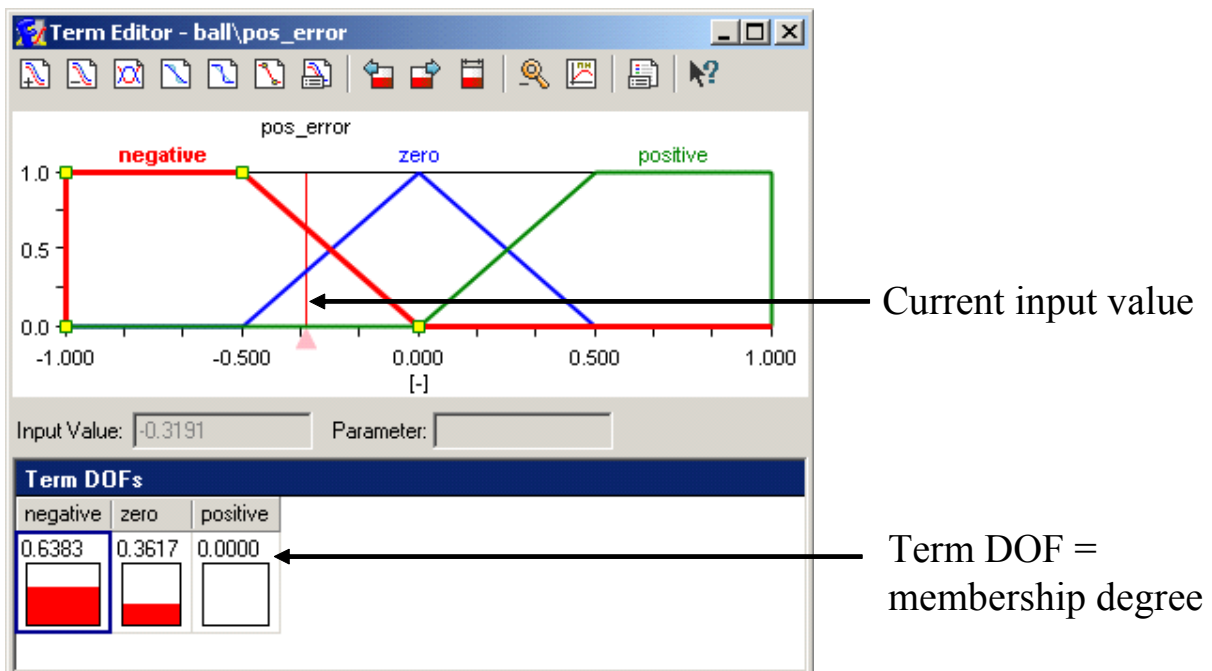 Term Editor - ball\pos_error
pos_error
negative zero positive
1.0
0.5
0.0
-1.000 -0.500 0.000 0.500 1.000
[-]
Current input value
Input Value: -0.3191 Parameter:
Term DOFs
negative zero positive
0.6383 0.3617 0.0000
Term DOF =
membership degree